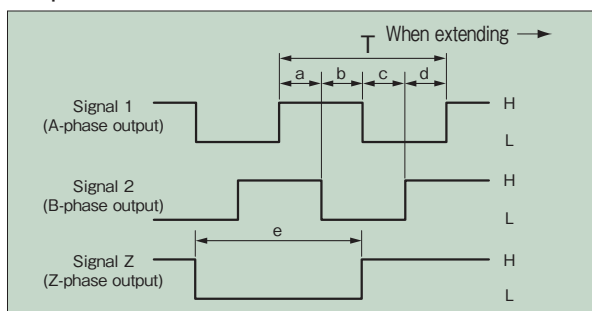 When extending
T
a b c d
Signal 1
(A-phase output)
H
L
Signal 2
(B-phase output)
H
L
e
Signal Z
(Z-phase output)
H
L